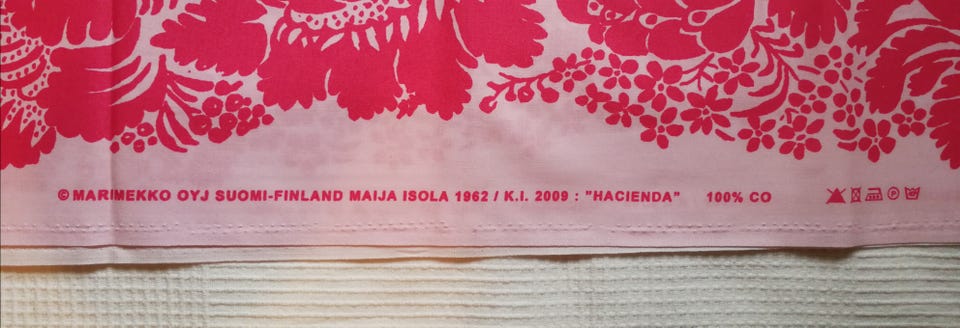 © MARIMEKKO OYJ SUOMI-FINLAND MAIJA ISOLA 1962 / K.I. 2009 : "HACIENDA" 100% CO